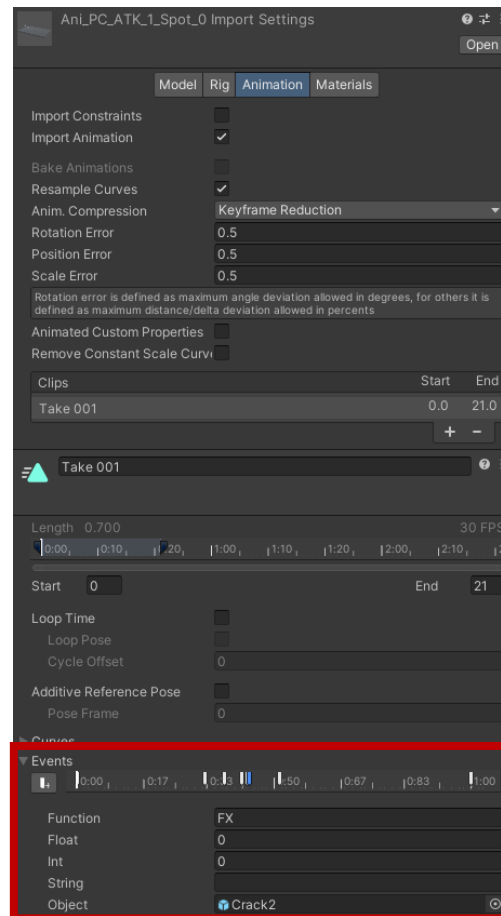 Ani_PC_ATK_1_Spot_0 Import Settings
Open
Model Rig Animation Materials
Import Constraints
Import Animation
Bake Animations
Resample Curves
Anim. Compression Keyframe Reduction
Rotation Error 0.5
Position Error 0.5
Scale Error 0.5
Rotation error is defined as maximum angle deviation allowed in degrees, for others it is
defined as maximum distance/delta deviation allowed in percents
Animated Custom Properties
Remove Constant Scale Curv
Clips Start End
Take 001 0.0 21.0
+ −
Take 001
Length 0.700 30 FPS
0:00 0:10 1:00 1:10 1:20 2:00 2:10
Start 0 End 21
Loop Time
Loop Pose
Cycle Offset 0
Additive Reference Pose
Pose Frame 0
Curves
Events
0:00 0:17 0:50 0:67 0:83 1:00
Function FX
Float 0
Int 0
String
Object Crack2